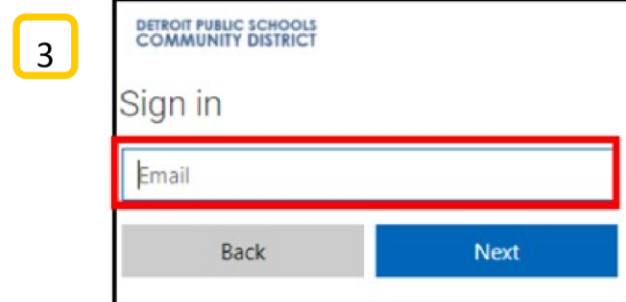 3
DETROIT PUBLIC SCHOOLS
COMMUNITY DISTRICT
Sign in
Email
Back
Next